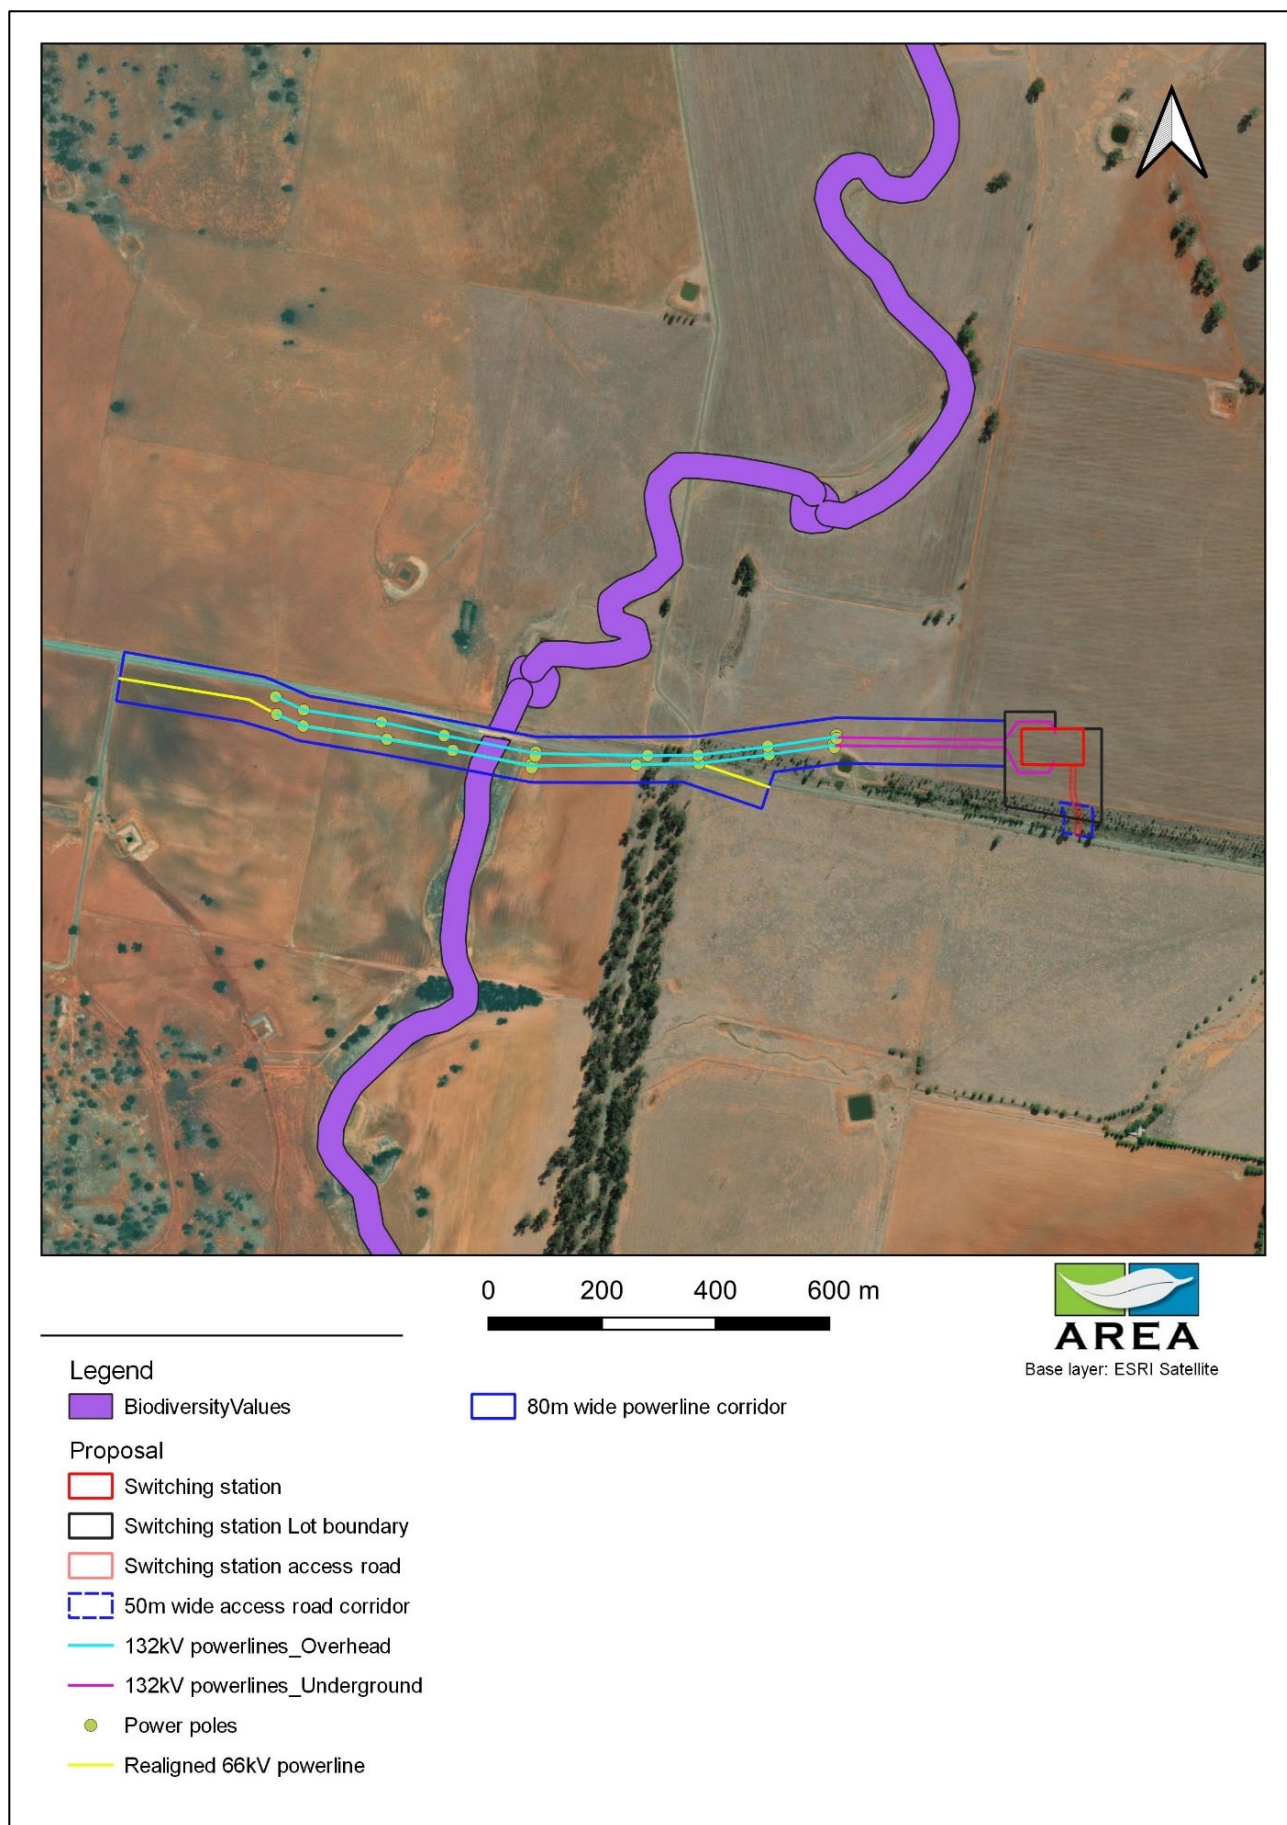 0 200 400 600 m
AREA
Base layer: ESRI Satellite
Legend
BiodiversityValues
80m wide powerline corridor
Proposal
Switching station
Switching station Lot boundary
Switching station access road
50m wide access road corridor
132kV powerlines_Overhead
132kV powerlines_Underground
Power poles
Realigned 66kV powerline